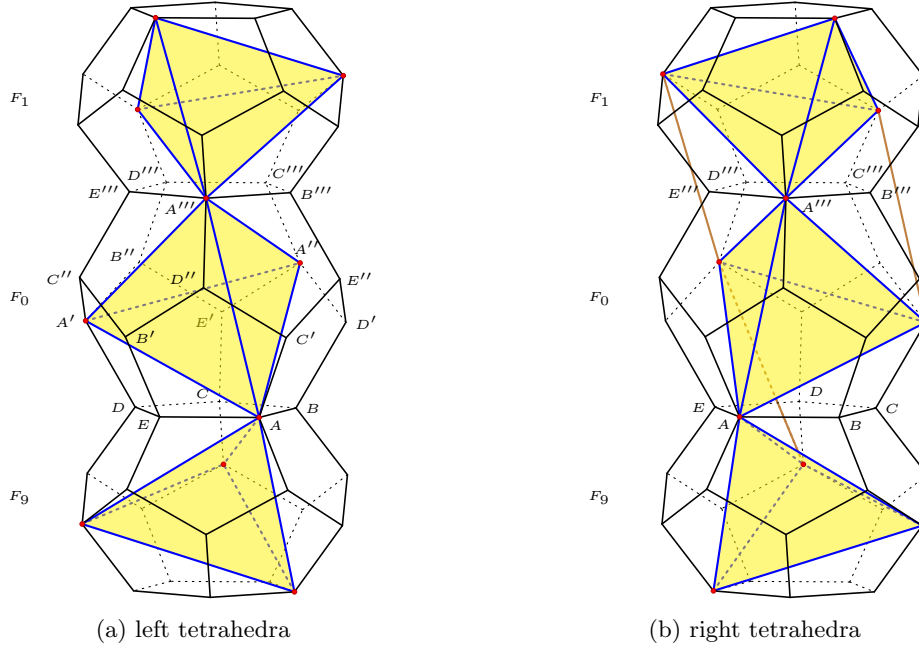 F1
D''' C''' E''' B''' A'''
B'' A'' C'' D'' E''
F0
A' E' D' B' C'
C D B E A
F9
(a) left tetrahedra
F1
D''' C''' E''' B''' A'''
F0
D E C A B
F9
(b) right tetrahedra